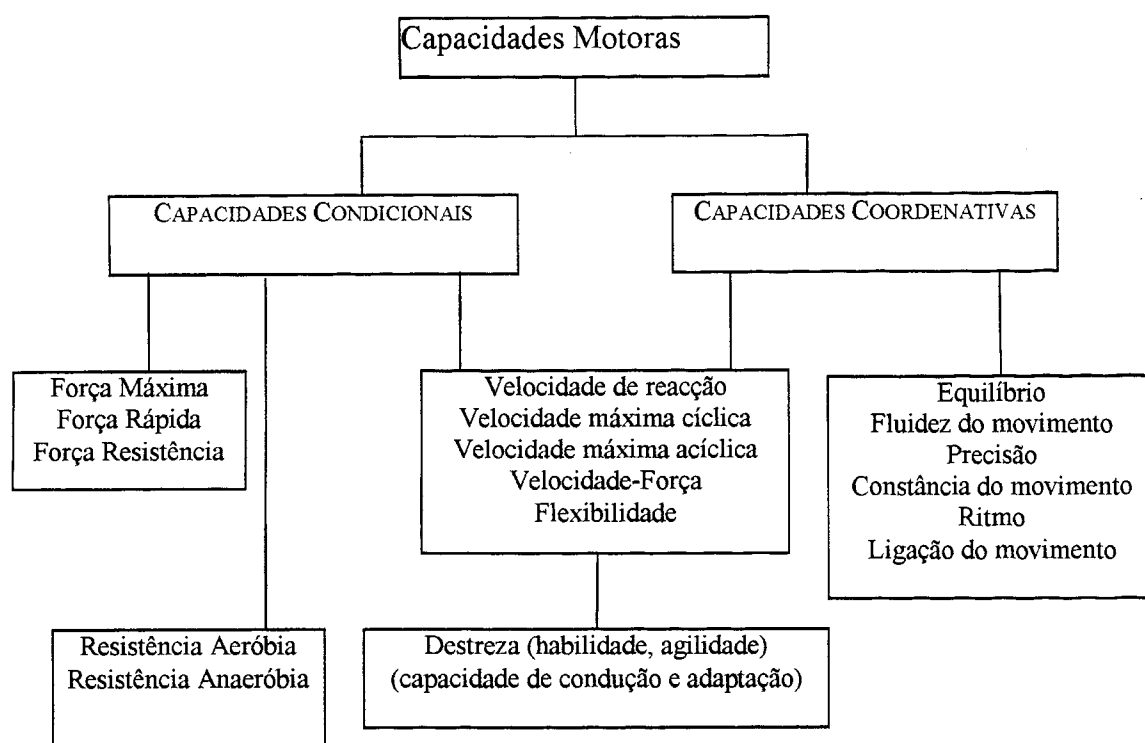 Capacidades Motoras
CAPACIDADES CONDICIONAIS
CAPACIDADES COORDENATIVAS
Força Máxima
Força Rápida
Força Resistência
Velocidade de reacção
Velocidade máxima cíclica
Velocidade máxima acíclica
Velocidade-Força
Flexibilidade
Equilíbrio
Fluidez do movimento
Precisão
Constância do movimento
Ritmo
Ligação do movimento
Resistência Aeróbia
Resistência Anaeróbia
Destreza (habilidade, agilidade)
(capacidade de condução e adaptação)